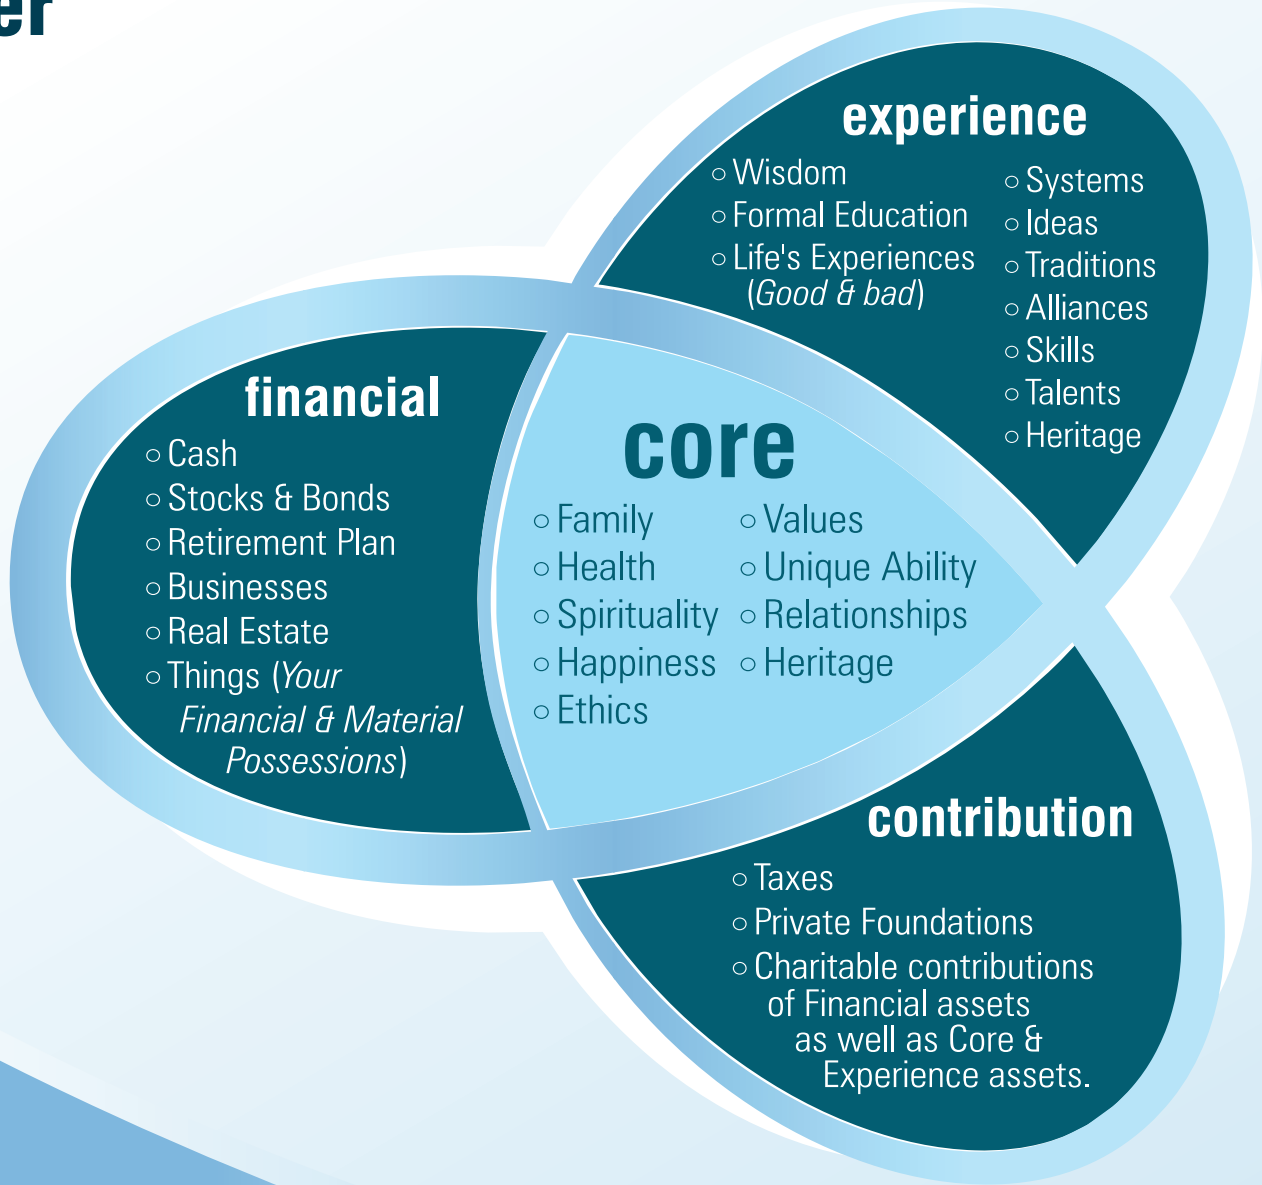 er
experience
○ Wisdom
○ Formal Education
○ Life's Experiences
(Good & bad)
○ Systems
○ Ideas
○ Traditions
○ Alliances
○ Skills
○ Talents
○ Heritage
financial
○ Cash
○ Stocks & Bonds
○ Retirement Plan
○ Businesses
○ Real Estate
○ Things (Your
Financial & Material
Possessions)
core
○ Family
○ Health
○ Spirituality
○ Happiness
○ Ethics
○ Values
○ Unique Ability
○ Relationships
○ Heritage
contribution
○ Taxes
○ Private Foundations
○ Charitable contributions
of Financial assets
as well as Core &
Experience assets.